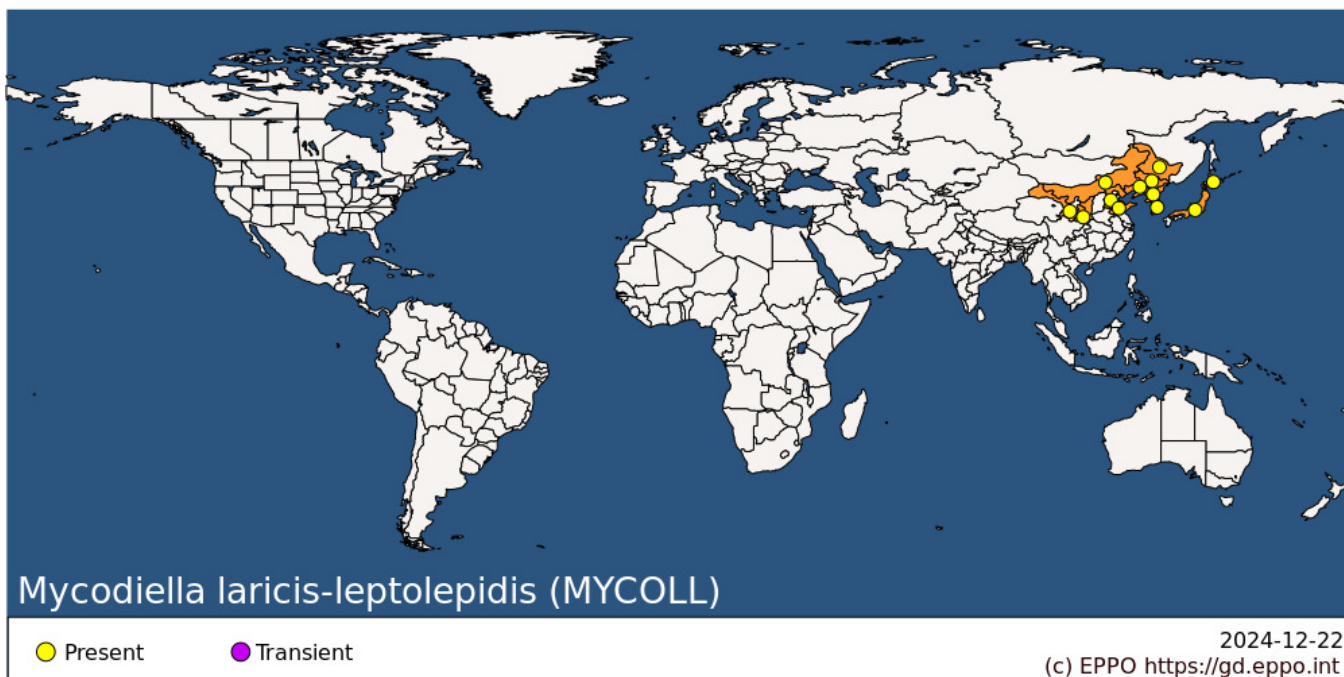 Mycodiella laricis-leptolepidis (MYCOLL)
Present
Transient
2024-12-22
(c) EPPO https://gd.eppo.int